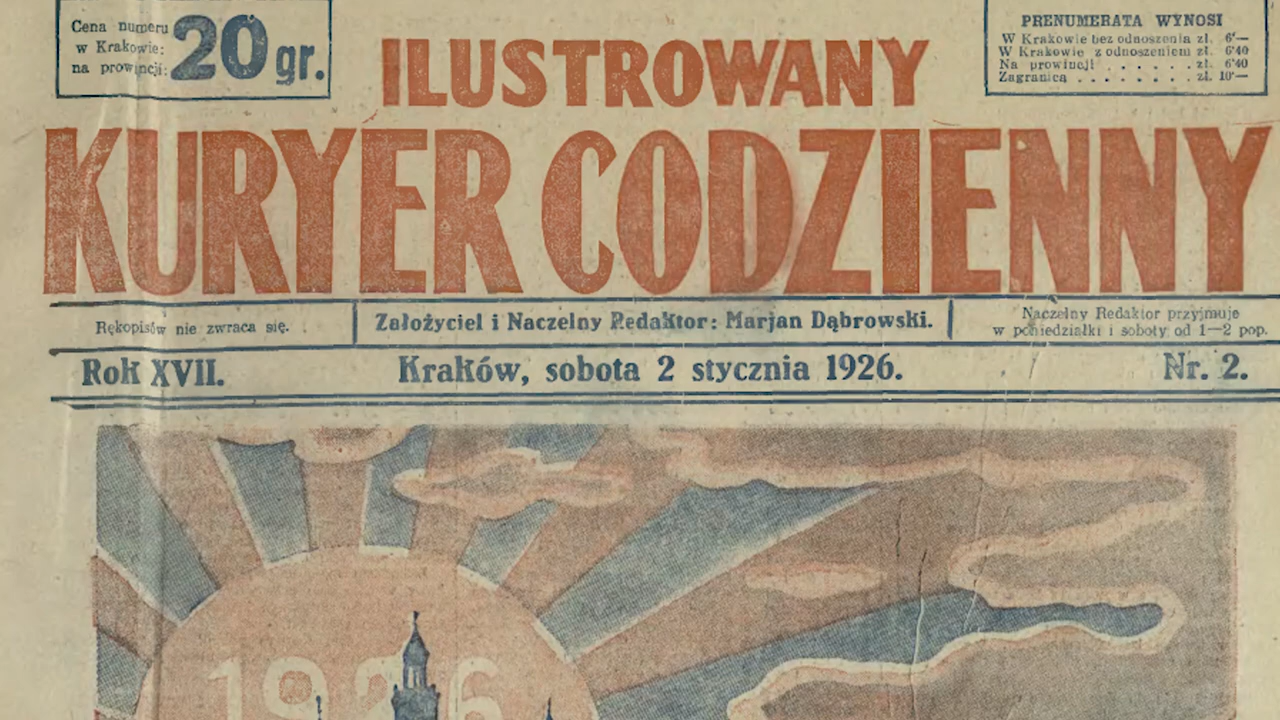 Cena numeru
w Krakowie:
na prowincji:
20 gr.
ILUSTROWANY
PRENUMERATA WYNOSI
W Krakowie bez odnoszenia zł. 6'—
W Krakowie z odnoszeniem zł. 6'40
Na prowincji . . . . . . zł. 6'40
Zagranicą . . . . . . . . zł. 10'—
KURYER CODZIENNY
Rękopisów nie zwraca się.
Założyciel i Naczelny Redaktor: Marjan Dąbrowski.
Naczelny Redaktor przyjmuje
w poniedziałki i soboty od 1—2 pop.
Rok XVII.
Kraków, sobota 2 stycznia 1926.
Nr. 2.
1926